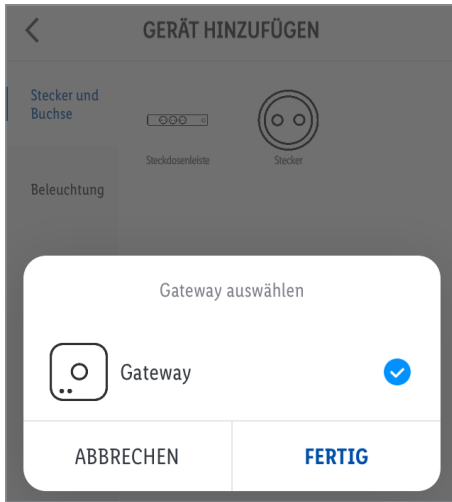 GERÄT HINZUFÜGEN
Stecker und
Buchse
Steckdosenleiste
Stecker
Beleuchtung
Gateway auswählen
Gateway
ABBRECHEN
FERTIG